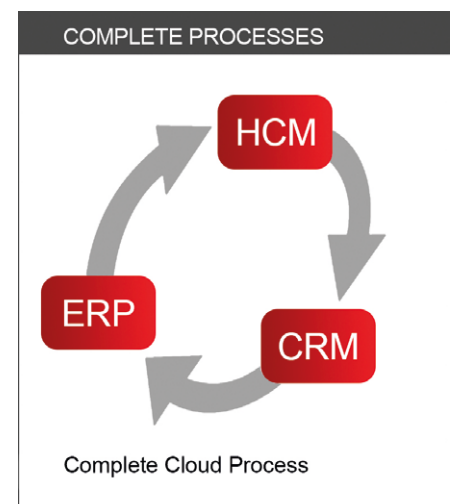 COMPLETE PROCESSES
HCM
ERP
CRM
Complete Cloud Process